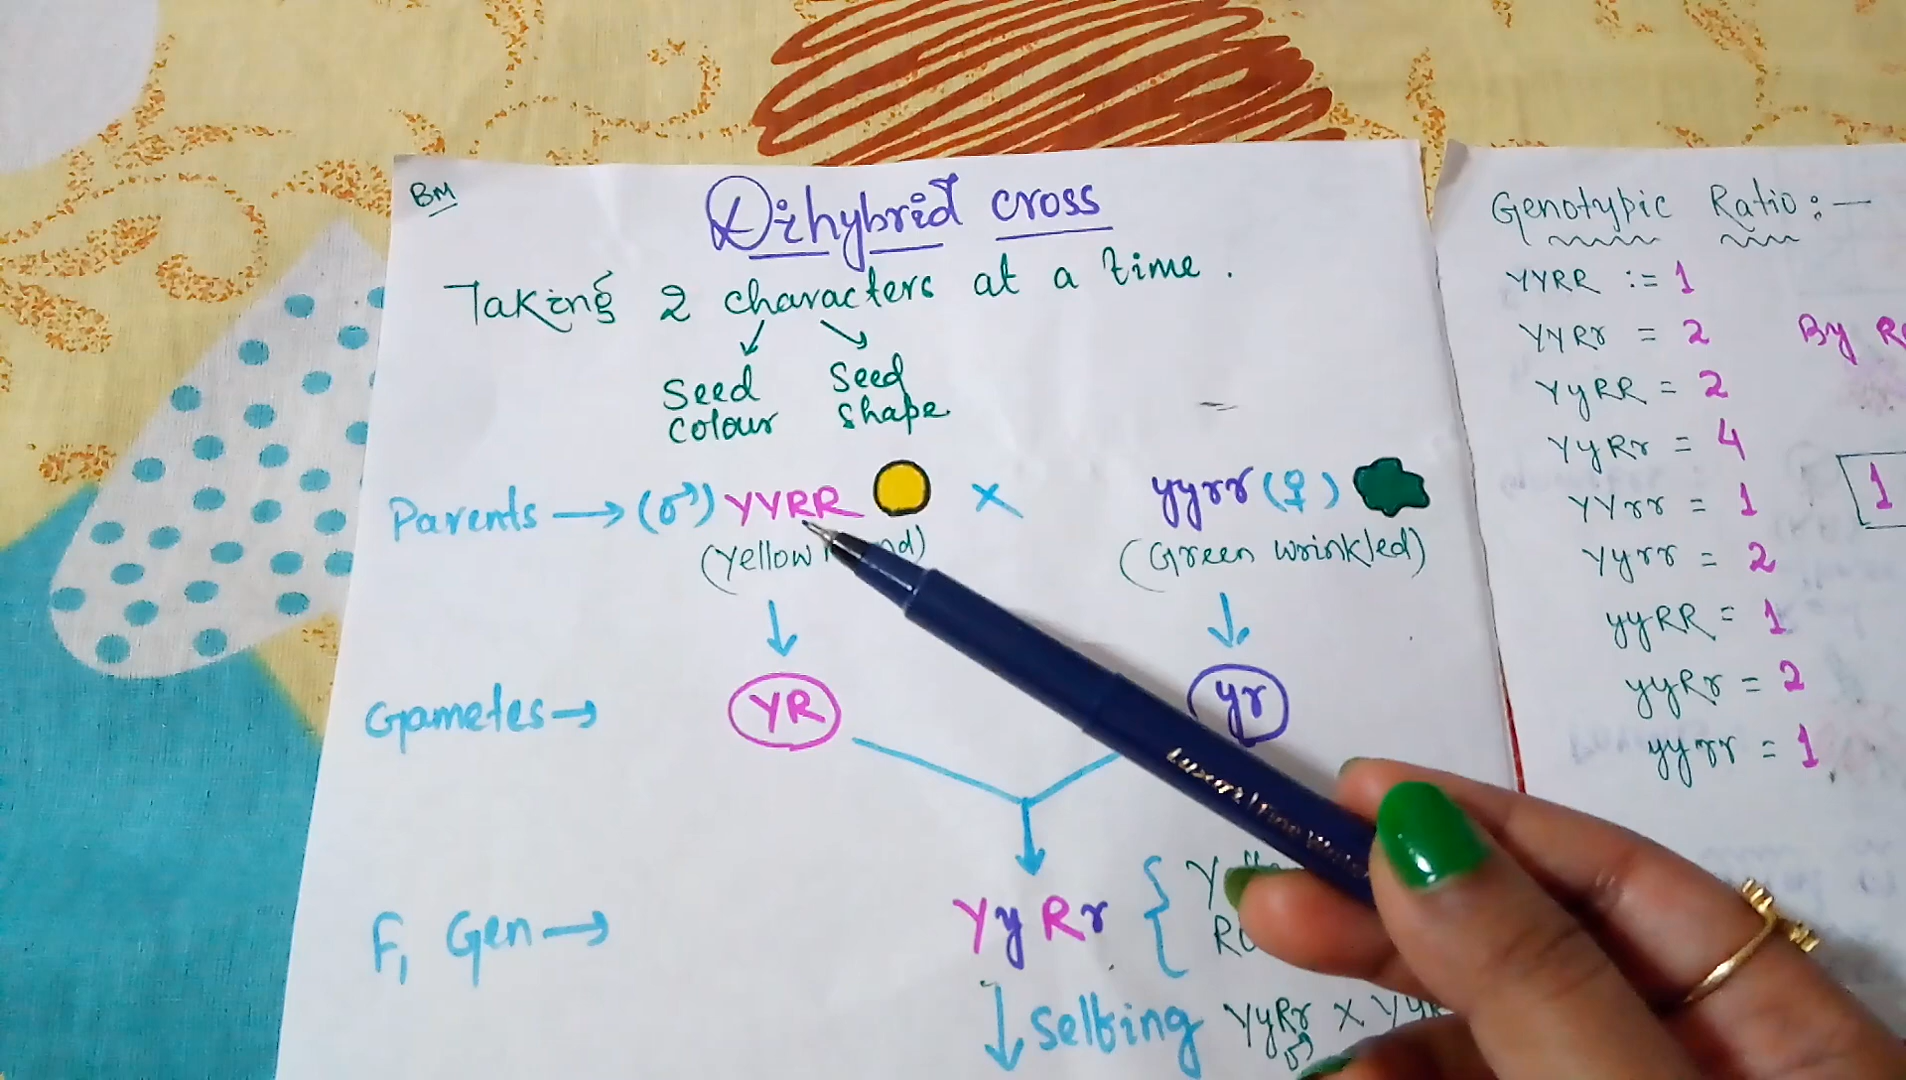 BM
Dihybrid cross
Taking 2 characters at a time.
Seed colour
Seed shape
Parents → (♂) YYRR × yyrr (♀)
(Yellow (Green wrinkled)
Gametes → YR yr
F1 Gen → YyRr {
↓ Selfing YyRr ×
♂
Genotypic Ratio :-
YYRR := 1
YYRr = 2
By
YyRR = 2
YyRr = 4
1
YYrr = 1
Yyrr = 2
yyRR = 1
yyRr = 2
yyrr = 1
Luxor